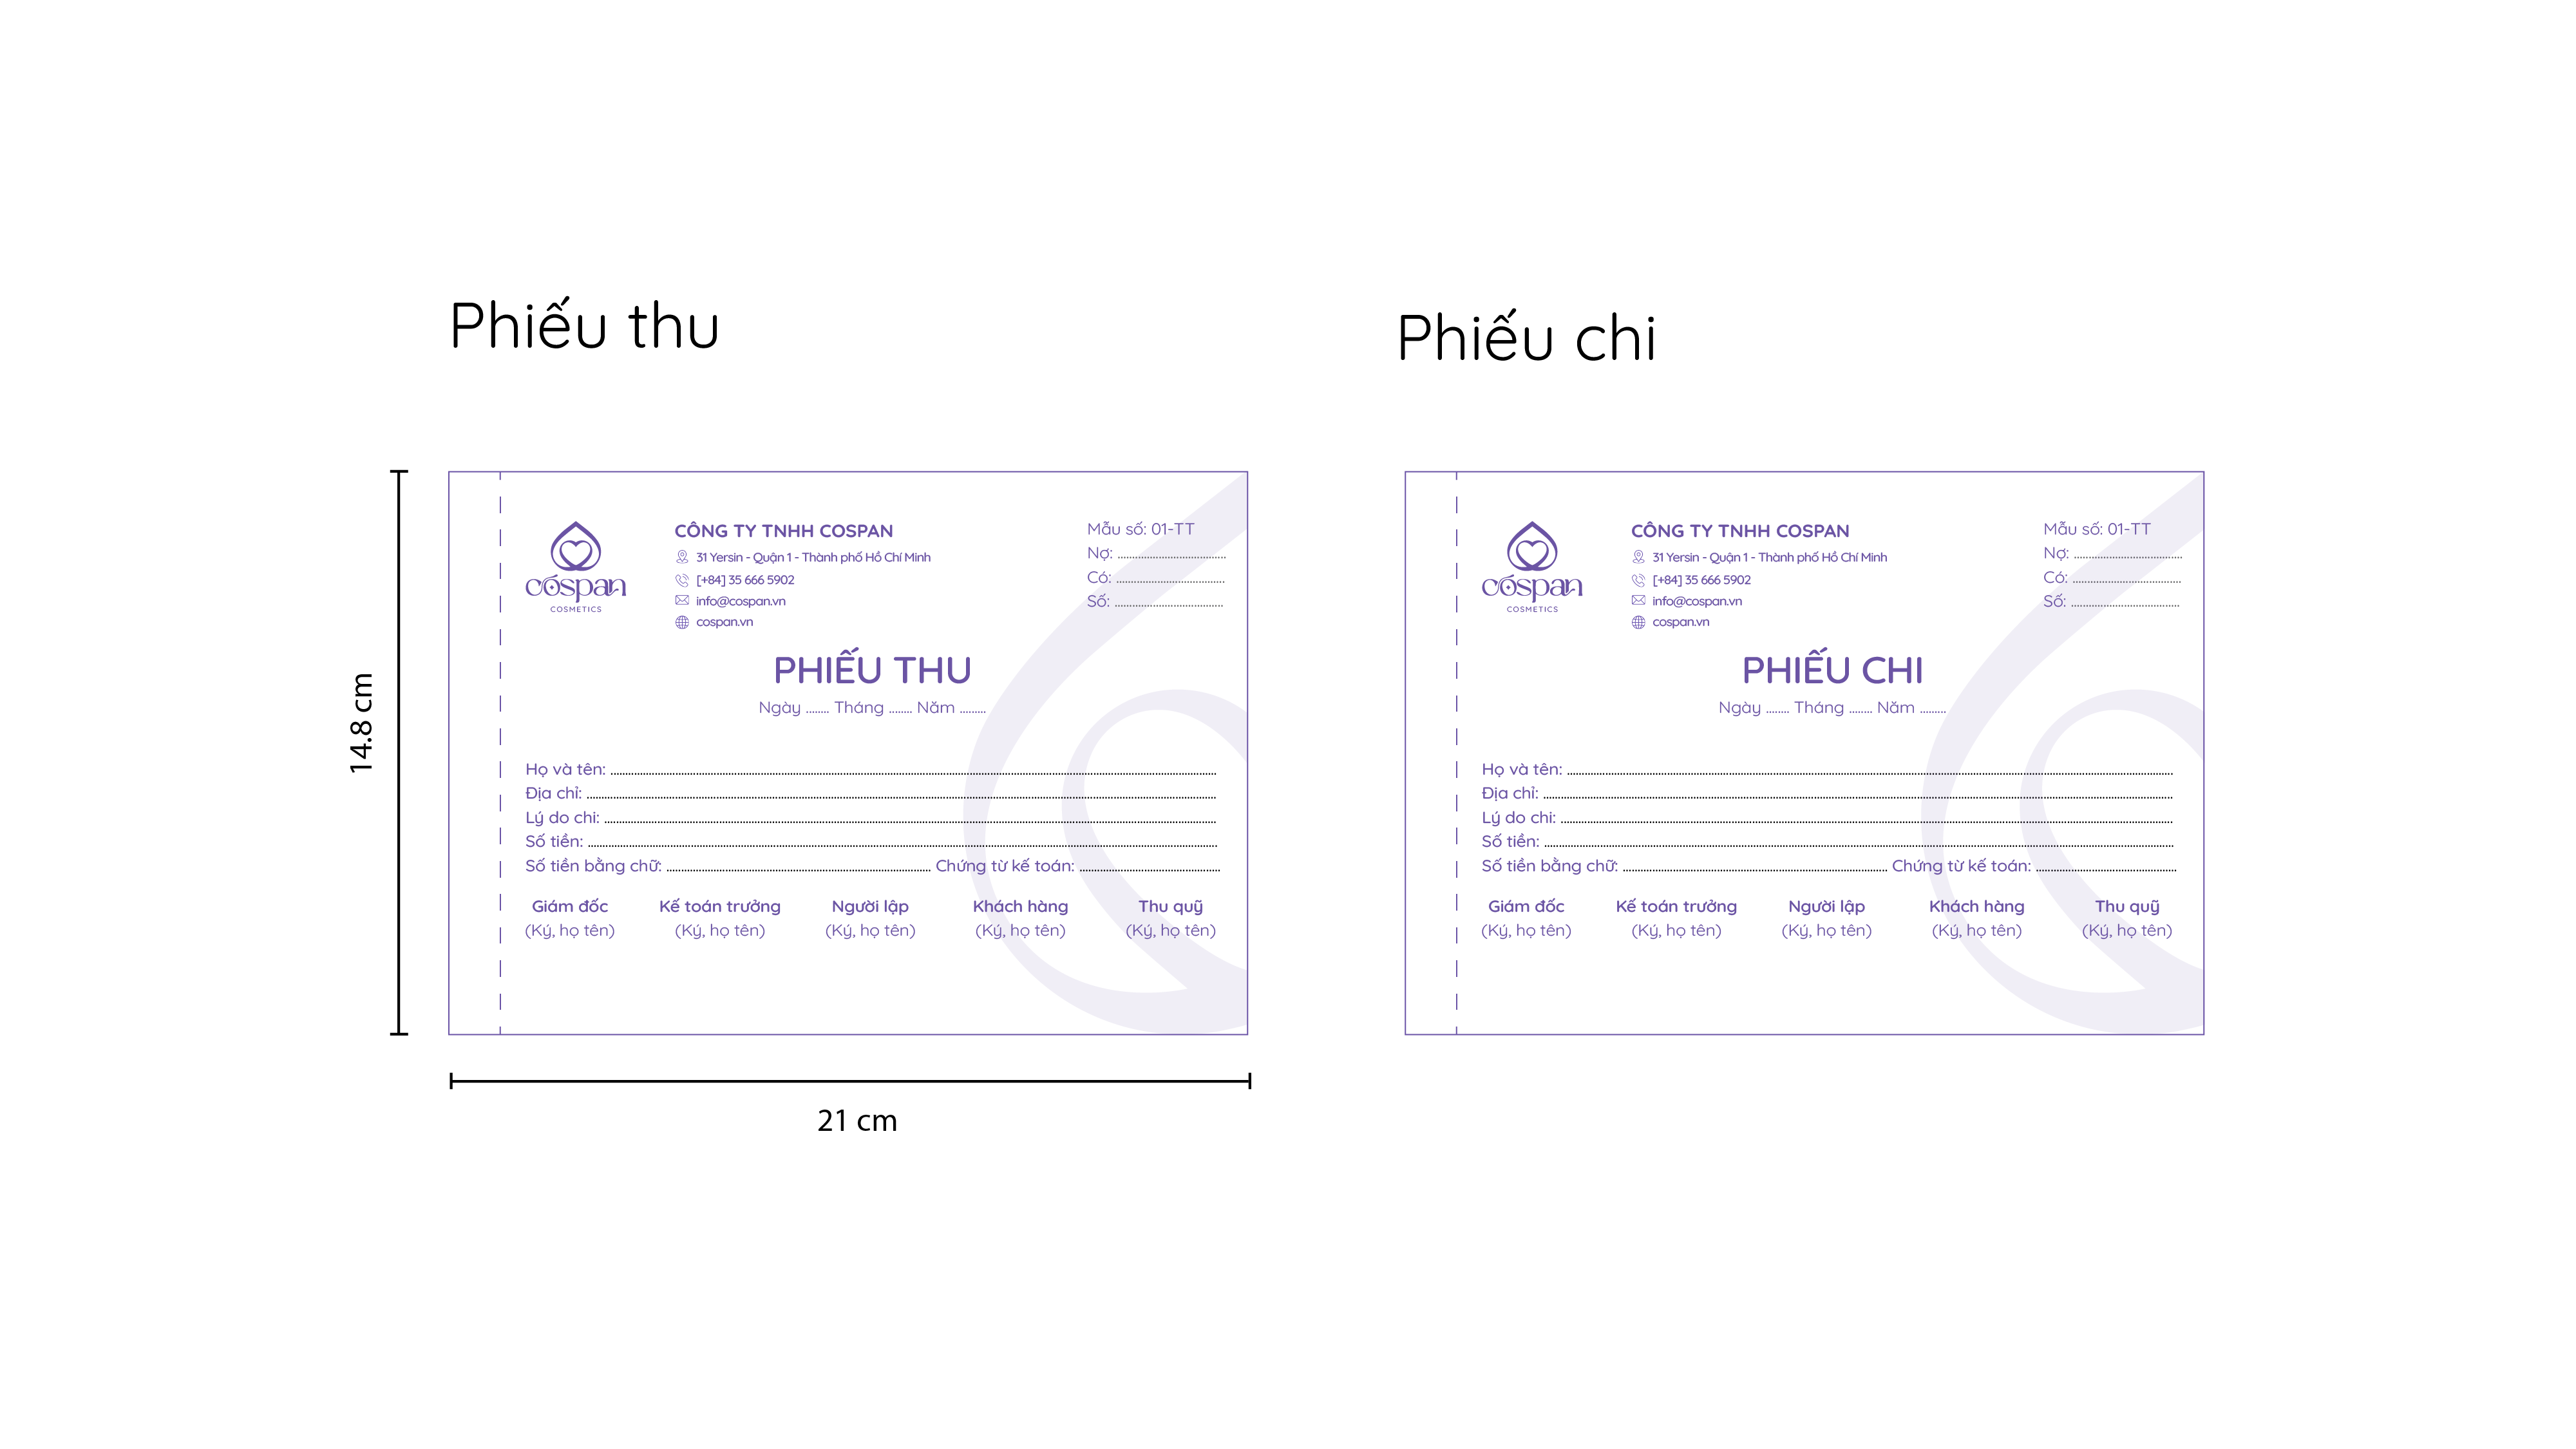 Phiếu thu
14.8 cm
cóspan
COSMETICS
CÔNG TY TNHH COSPAN
31 Yersin - Quận 1 - Thành phố Hồ Chí Minh
[+84] 35 666 5902
info@cospan.vn
cospan.vn
Mẫu số: 01-TT
Nợ: ........................
Có: ........................
Số: ........................
PHIẾU THU
Ngày ........ Tháng ........ Năm .........
Họ và tên: ........................
Địa chỉ: ........................
Lý do chi: ........................
Số tiền: ........................
Số tiền bằng chữ: ........................ Chứng từ kế toán: ........................
Giám đốc Kế toán trưởng Người lập Khách hàng Thu quỹ
(Ký, họ tên) (Ký, họ tên) (Ký, họ tên) (Ký, họ tên) (Ký, họ tên)
21 cm
Phiếu chi
cóspan
COSMETICS
CÔNG TY TNHH COSPAN
31 Yersin - Quận 1 - Thành phố Hồ Chí Minh
[+84] 35 666 5902
info@cospan.vn
cospan.vn
Mẫu số: 01-TT
Nợ: ........................
Có: ........................
Số: ........................
PHIẾU CHI
Ngày ........ Tháng ........ Năm .........
Họ và tên: ........................
Địa chỉ: ........................
Lý do chi: ........................
Số tiền: ........................
Số tiền bằng chữ: ........................ Chứng từ kế toán: ........................
Giám đốc Kế toán trưởng Người lập Khách hàng Thu quỹ
(Ký, họ tên) (Ký, họ tên) (Ký, họ tên) (Ký, họ tên) (Ký, họ tên)